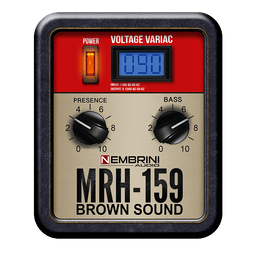 POWER
VOLTAGE VARIAC
090
PRESENCE
BASS
4 6
2 8
0 10
4 6
2 8
0 10
NEMBRINI
AUDIO
MRH-159
BROWN SOUND